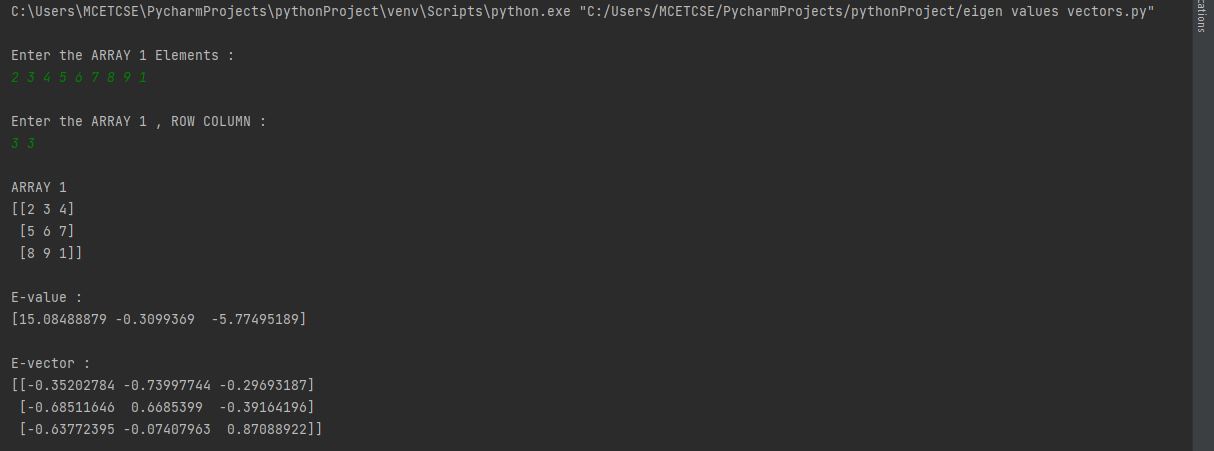 C:\Users\MCETCSE\PycharmProjects\pythonProject\venv\Scripts\python.exe "C:/Users/MCETCSE/PycharmProjects/pythonProject/eigen values vectors.py"
Enter the ARRAY 1 Elements :
2 3 4 5 6 7 8 9 1
Enter the ARRAY 1 , ROW COLUMN :
3 3
ARRAY 1
[[2 3 4]
 [5 6 7]
 [8 9 1]]
E-value :
[15.08488879 -0.3099369  -5.77495189]
E-vector :
[[-0.35202784 -0.73997744 -0.29693187]
 [-0.68511646  0.6685399  -0.39164196]
 [-0.63772395 -0.07407963  0.87088922]]